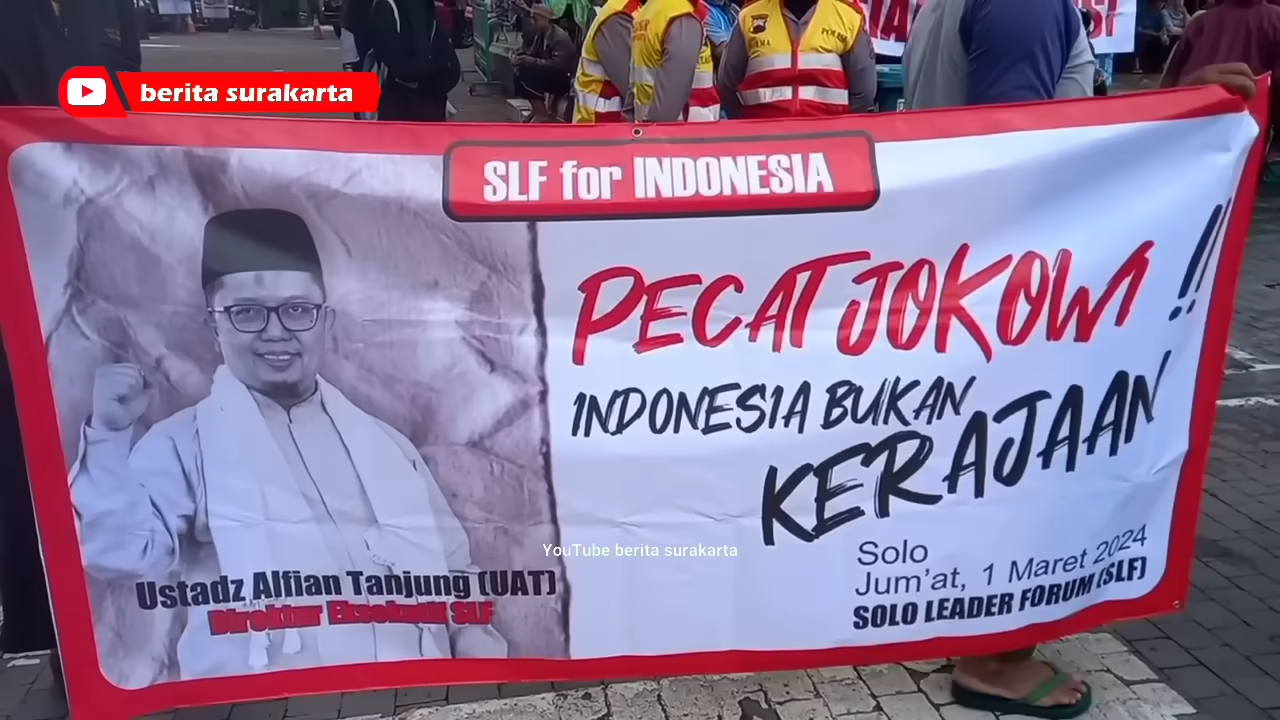 berita surakarta
POLISI
SLF for INDONESIA
PECAT JOKOWI !!
INDONESIA BUKAN
KERAJAAN
YouTube berita surakarta
Solo
Jum'at, 1 Maret 2024
SOLO LEADER FORUM (SLF)
Ustadz Alfian Tanjung (UAT)
Direktur Eksekutif SLF